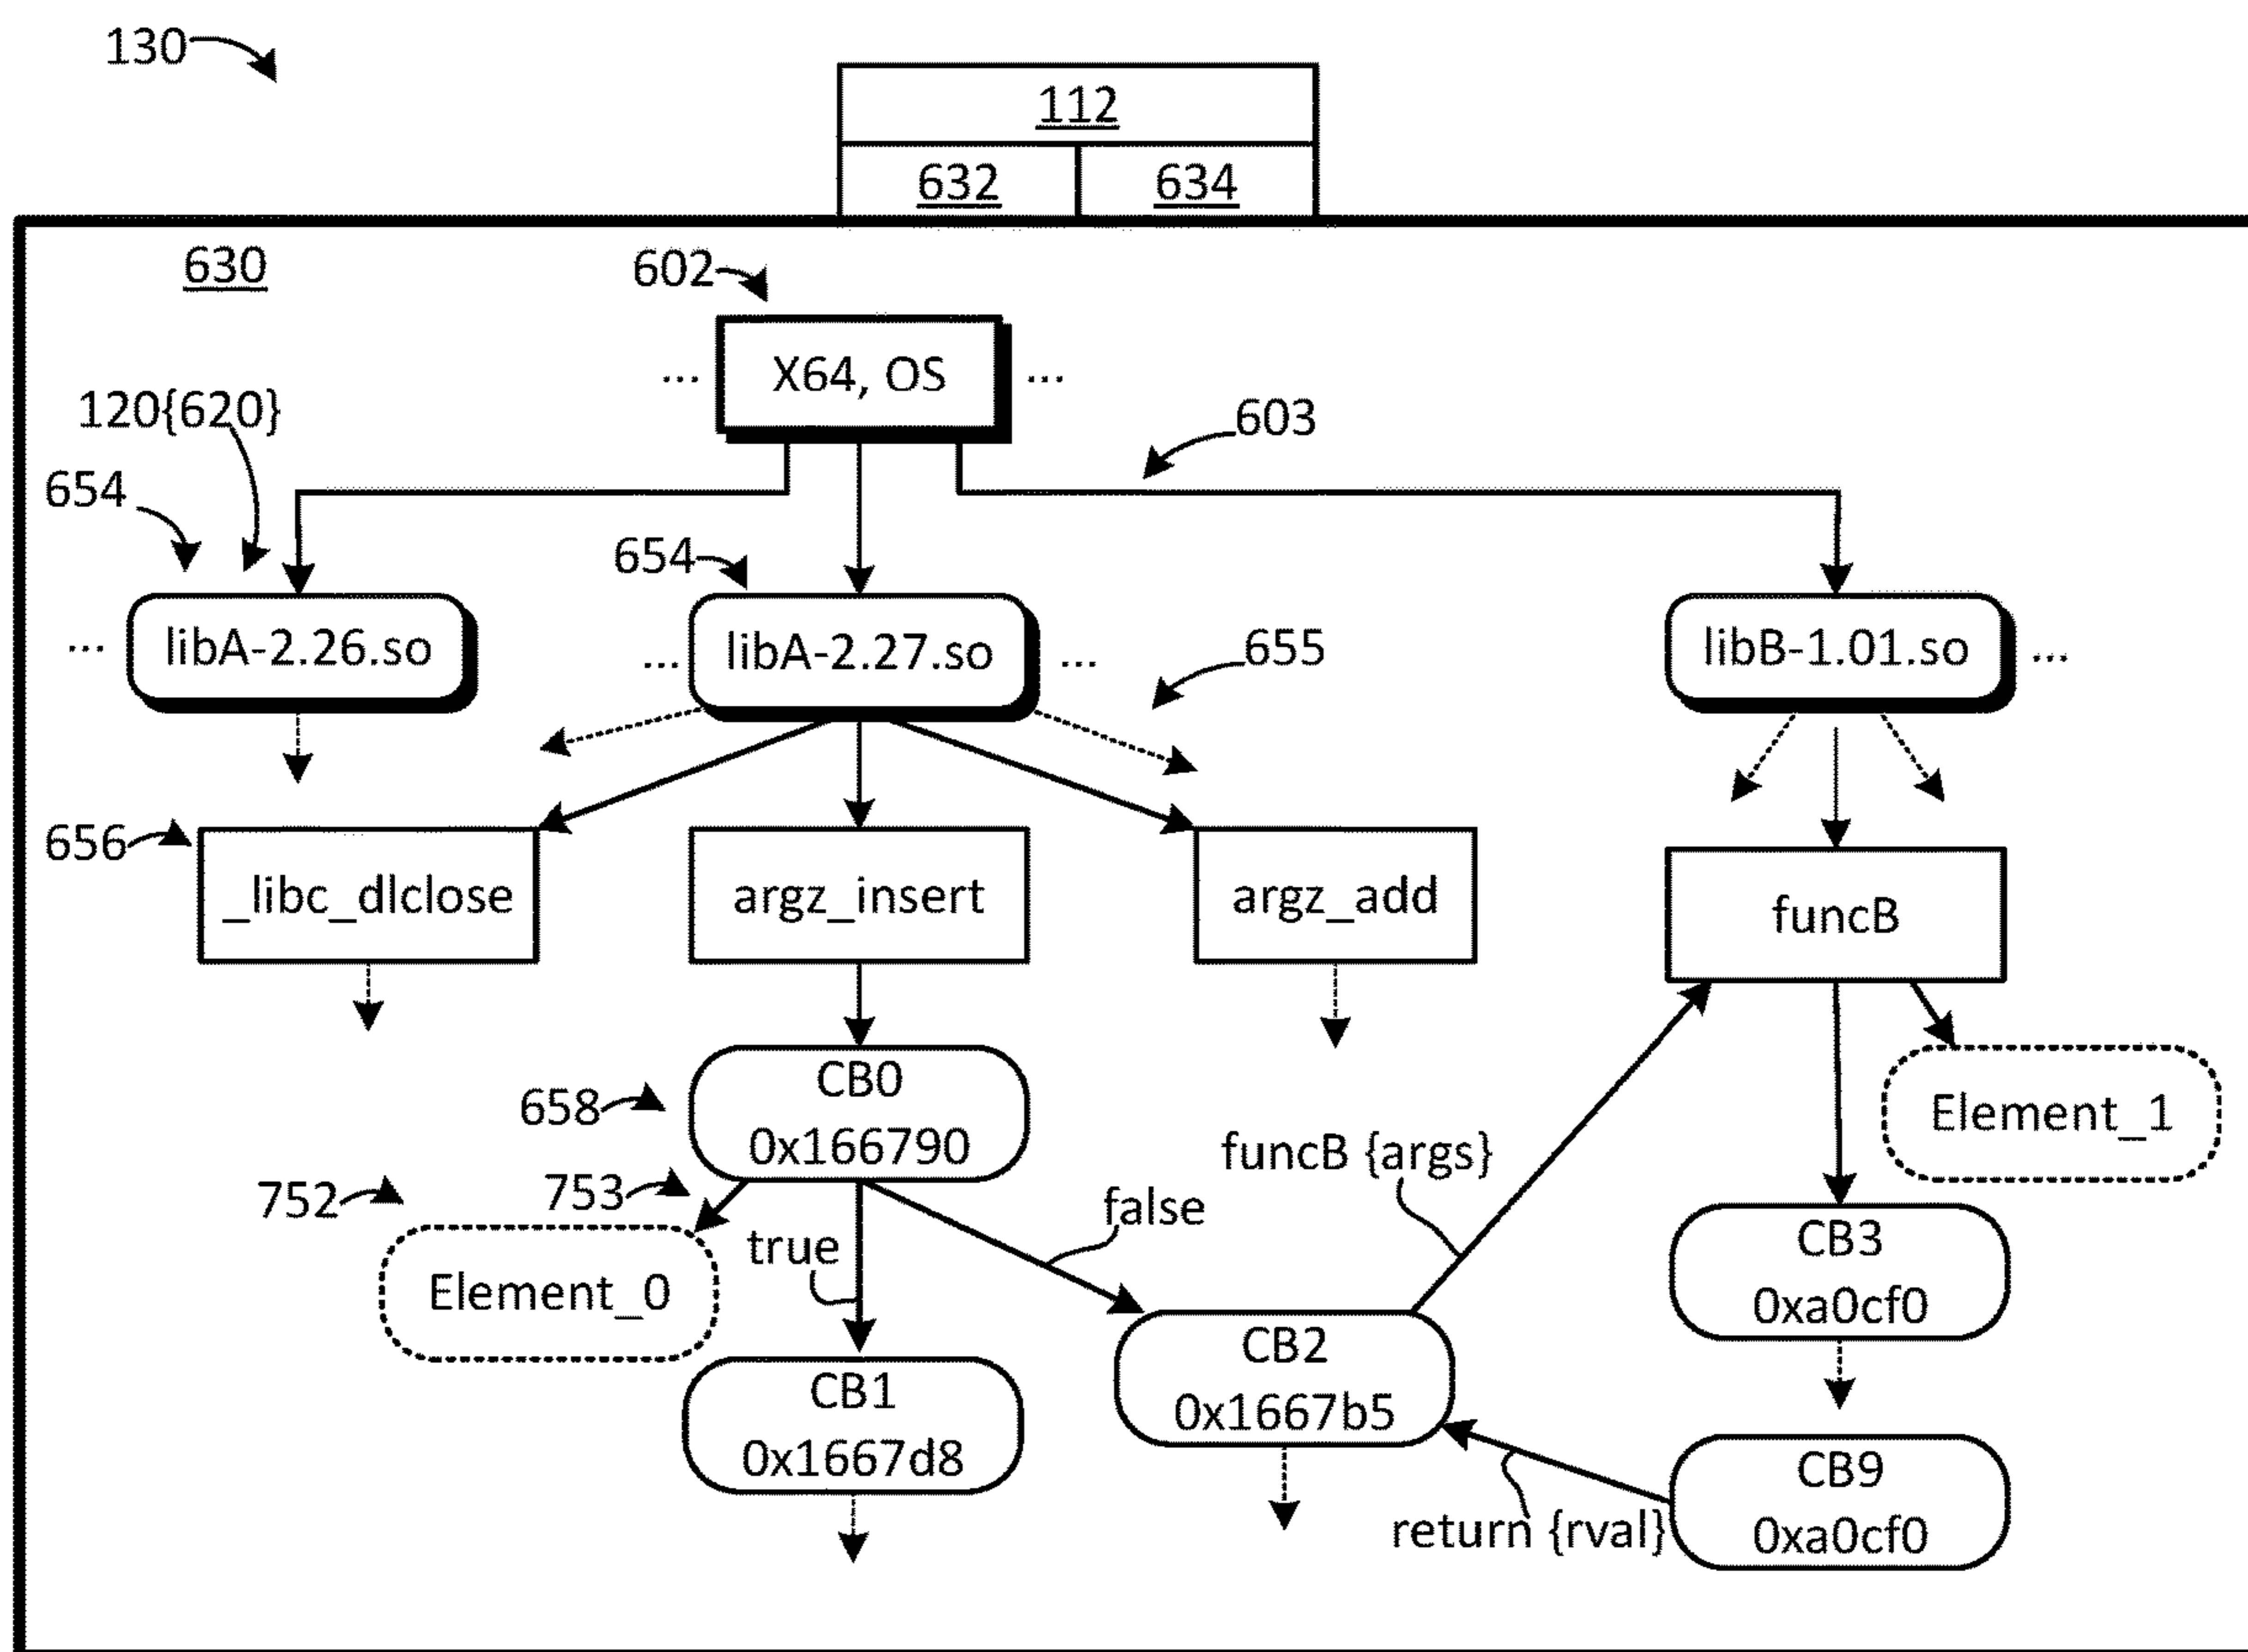 130
112
632 634
630
602
... X64, OS ...
120{620}
603
654
654
... libA-2.26.so
... libA-2.27.so ...
655
libB-1.01.so ...
656
_libc_dlclose
argz_insert
argz_add
funcB
658
CB0
0x166790
Element_1
funcB {args}
752
753
false
true
Element_0
CB3
0xa0cf0
CB2
0x1667b5
CB1
0x1667d8
CB9
0xa0cf0
return {rval}